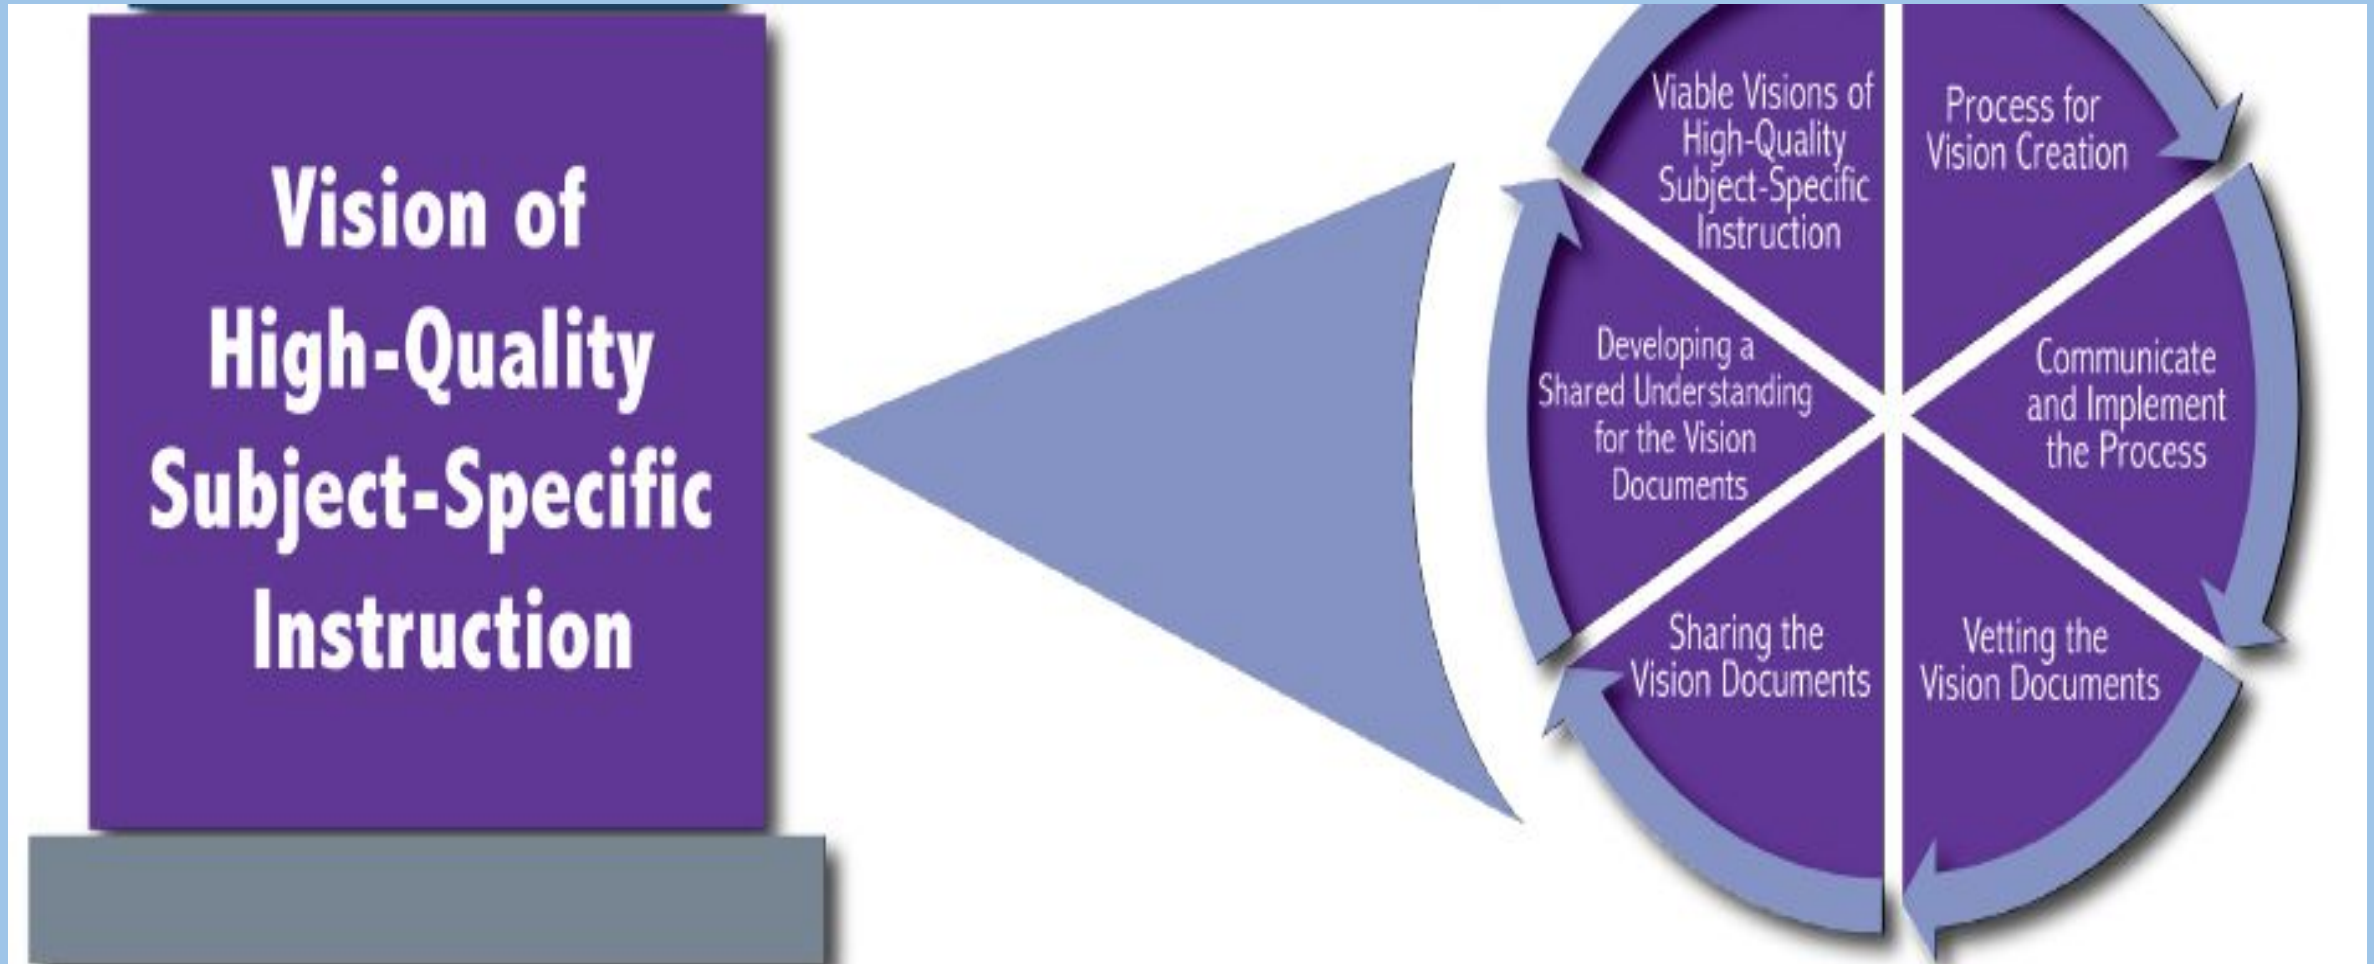 Vision of
High-Quality
Subject-Specific
Instruction
Viable Visions of
High-Quality
Subject-Specific
Instruction
Process for
Vision Creation
Communicate
and Implement
the Process
Vetting the
Vision Documents
Sharing the
Vision Documents
Developing a
Shared Understanding
for the Vision
Documents